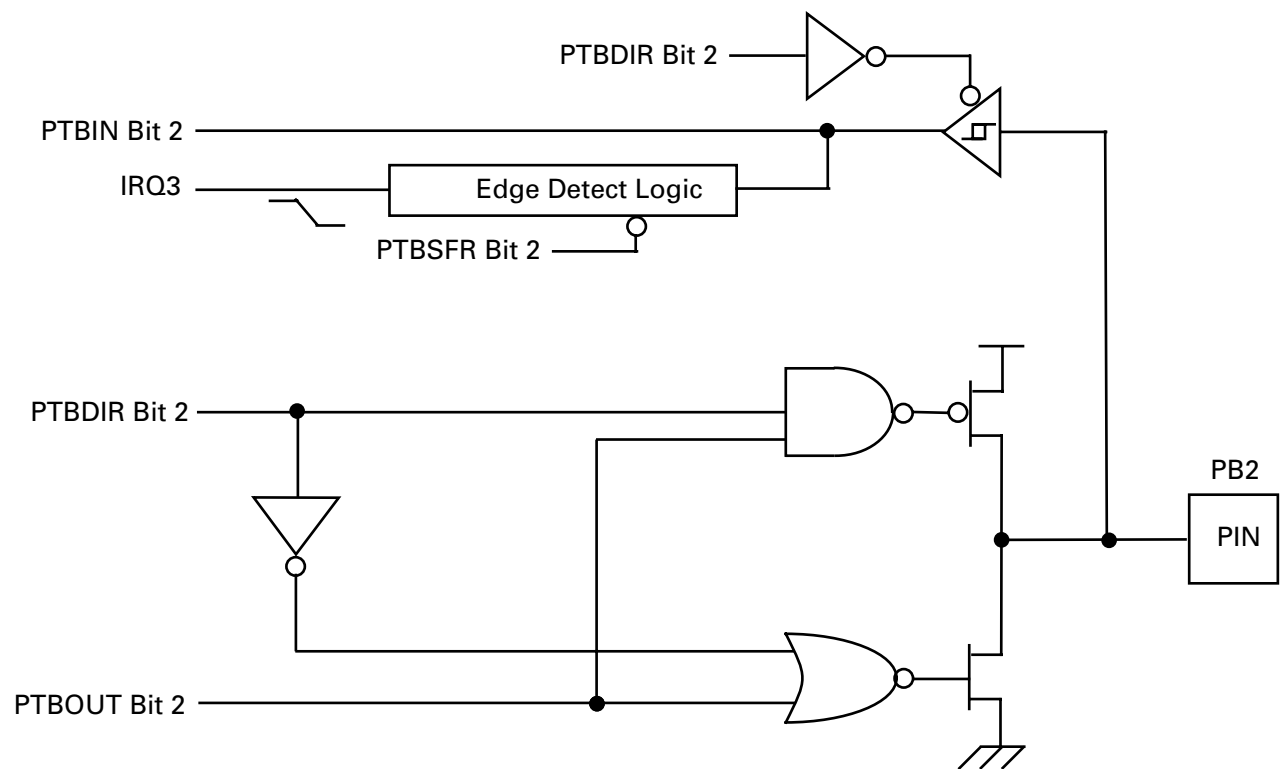 PTBDIR Bit 2
PTBIN Bit 2
IRQ3
Edge Detect Logic
PTBSFR Bit 2
PTBDIR Bit 2
PB2
PIN
PTBOUT Bit 2